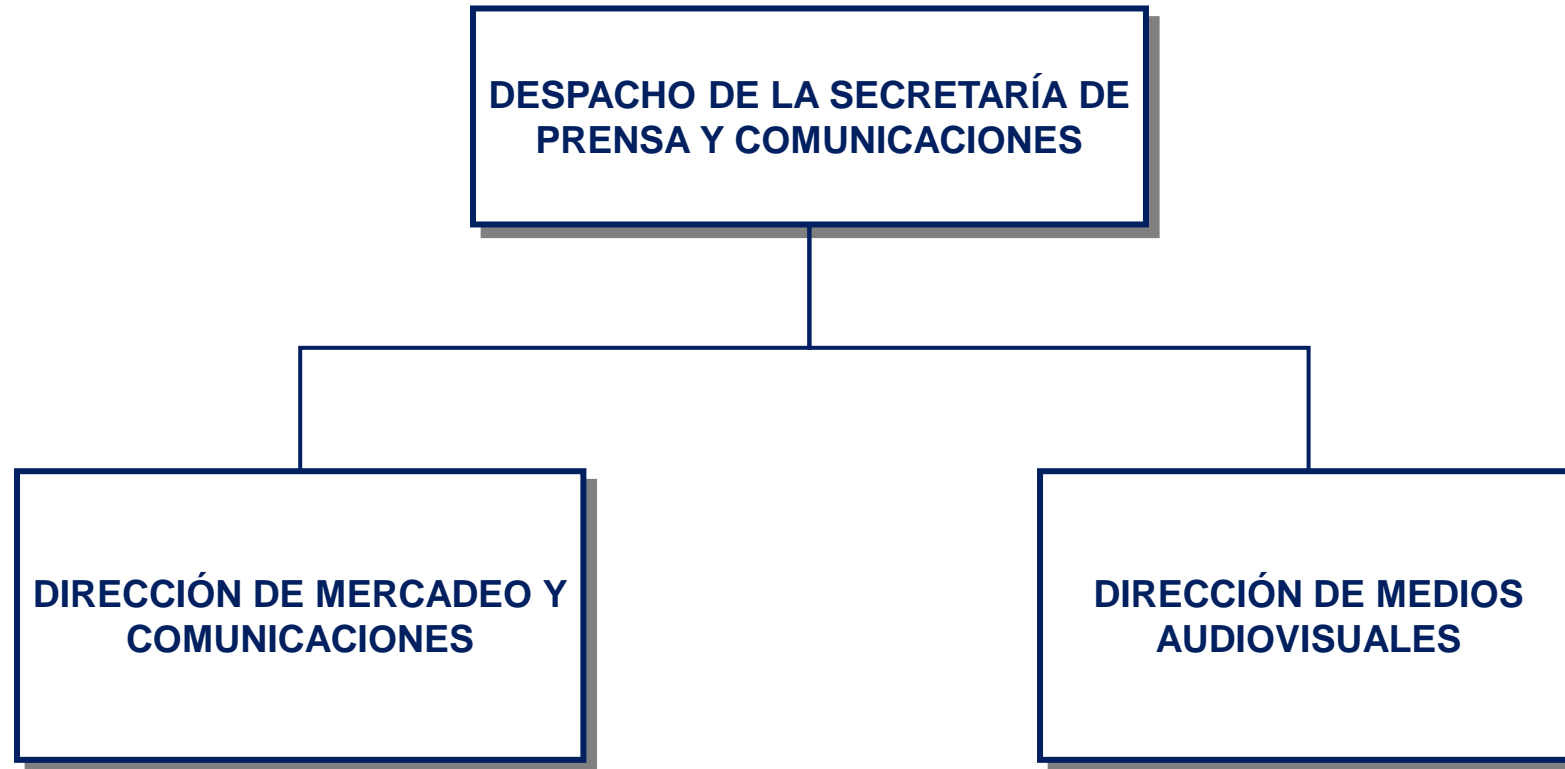 DESPACHO DE LA SECRETARÍA DE
PRENSA Y COMUNICACIONES
DIRECCIÓN DE MERCADEO Y
COMUNICACIONES
DIRECCIÓN DE MEDIOS
AUDIOVISUALES